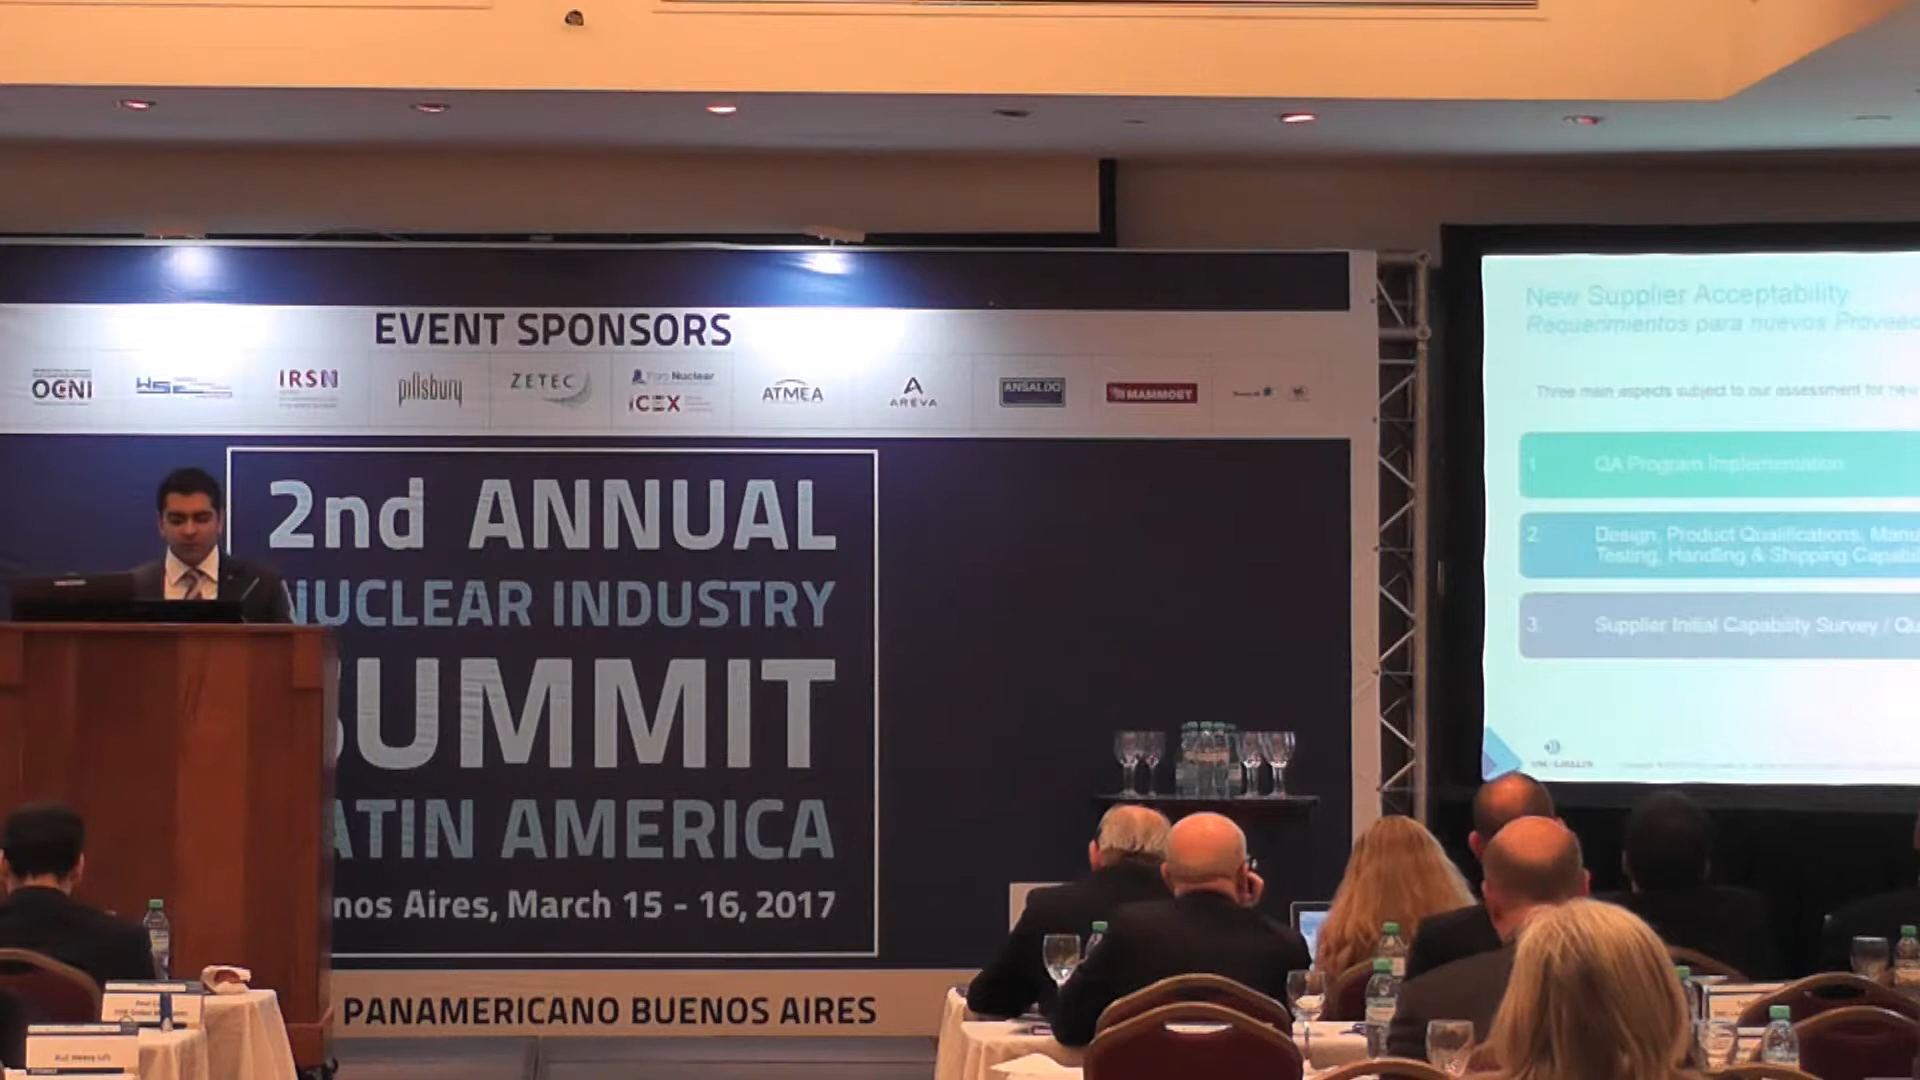 EVENT SPONSORS
OCNI
WSC
IRSN
pillsbury
ZETEC
Foro Nuclear
ICEX
ATMEA
AREVA
ANSALDO
MAMMOET
2nd ANNUAL
NUCLEAR INDUSTRY
SUMMIT
ATIN AMERICA
nos Aires, March 15 - 16, 2017
PANAMERICANO BUENOS AIRES
New Supplier Acceptability
Requerimientos para nuevos Proveed
Three main aspects subject to our assessment for new
1 QA Program Implementation
2. Design, Product Qualifications, Manu
Testing, Handling & Shipping Capabi
3. Supplier Initial Capability Survey / Qu
SNC • LAVALIN